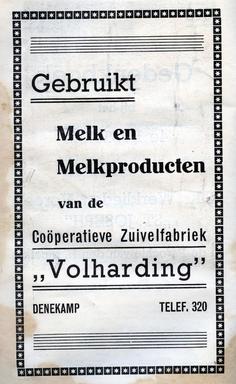 Gebruikt
Melk en
Melkproducten
van de
Coöperatieve Zuivelfabriek
„Volharding”
DENEKAMP TELEF. 320